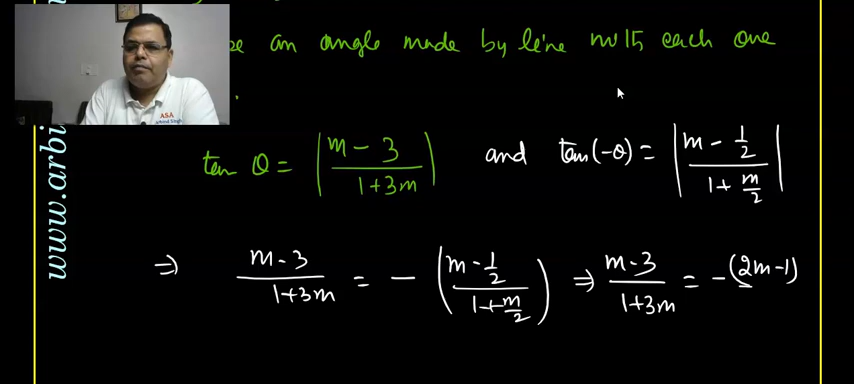 an angle made by line with each one
ASA
www.arbi
tan θ = |m - 3 / 1 + 3m| and tan(-θ) = |m - 1/2 / 1 + m/2|
⇒ m - 3 / 1 + 3m = - (m - 1/2 / 1 + m/2) ⇒ m - 3 / 1 + 3m = - (2m - 1)